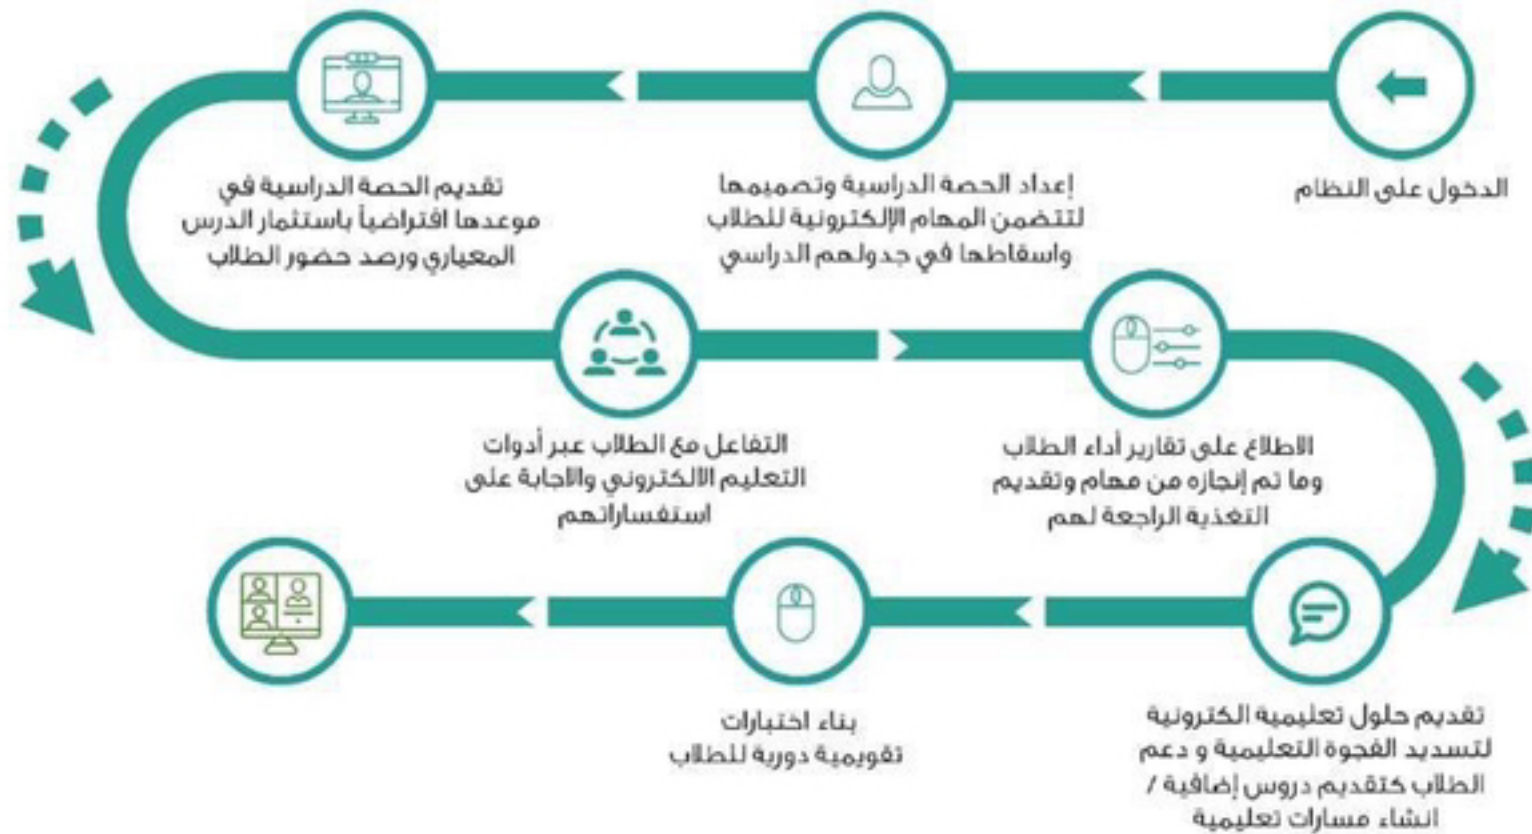 الدخول على النظام
إعداد الحصة الدراسية وتصميمها
لتتضمن المهام الإلكترونية للطلاب
واسقاطها في جدولهم الدراسي
تقديم الحصة الدراسية في
موعدها افتراضياً باستثمار الدرس
المعياري ورصد حضور الطلاب
التفاعل مع الطلاب عبر أدوات
التعليم الالكتروني والاجابة على
استفساراتهم
الاطلاع على تقارير أداء الطلاب
وما تم إنجازه من مهام وتقديم
التغذية الراجعة لهم
تقديم حلول تعليمية الكترونية
لتسديد الفجوة التعليمية و دعم
الطلاب كتقديم دروس إضافية /
انشاء مسارات تعليمية
بناء اختبارات
تقويمية دورية للطلاب